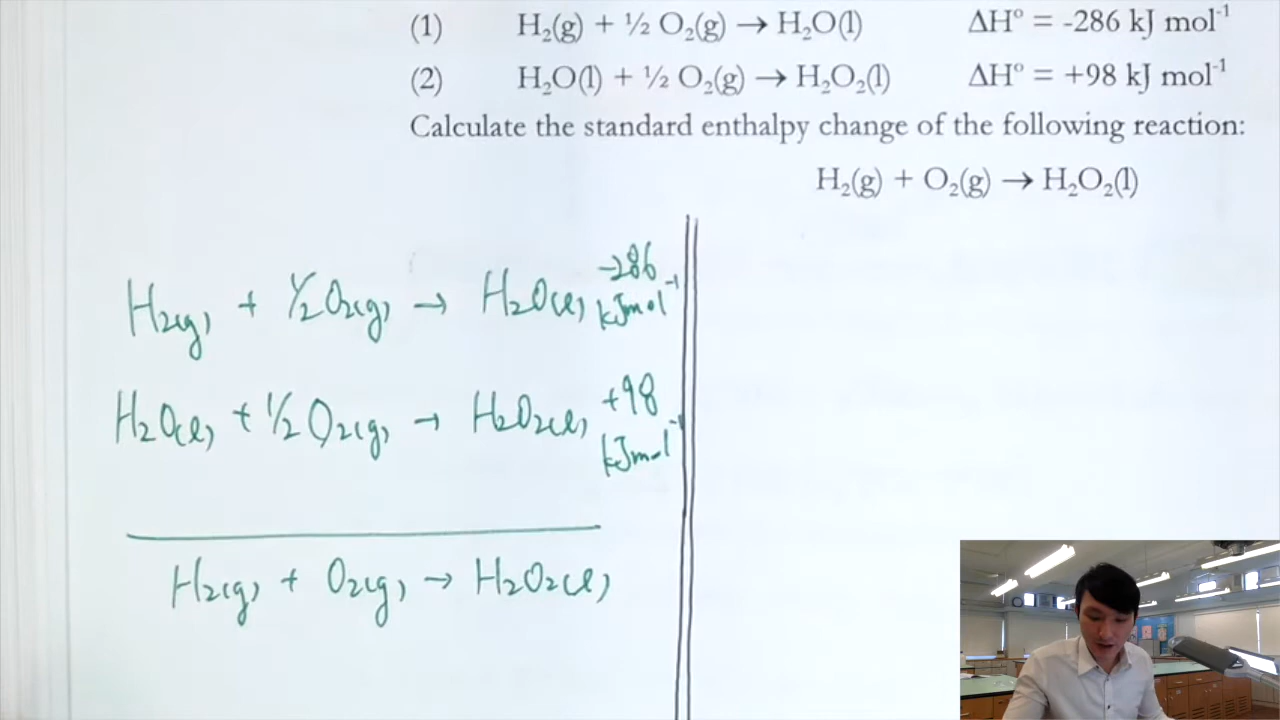 (1) H₂(g) + ½ O₂(g) → H₂O(l) ΔHº = -286 kJ mol⁻¹
(2) H₂O(l) + ½ O₂(g) → H₂O₂(l) ΔHº = +98 kJ mol⁻¹
Calculate the standard enthalpy change of the following reaction:
H₂(g) + O₂(g) → H₂O₂(l)
H₂(g) + ½O₂(g) → H₂O(l) -286
kJmol⁻¹
H₂O(l) + ½O₂(g) → H₂O₂(l) +98
kJmol⁻¹
H₂(g) + O₂(g) → H₂O₂(l)